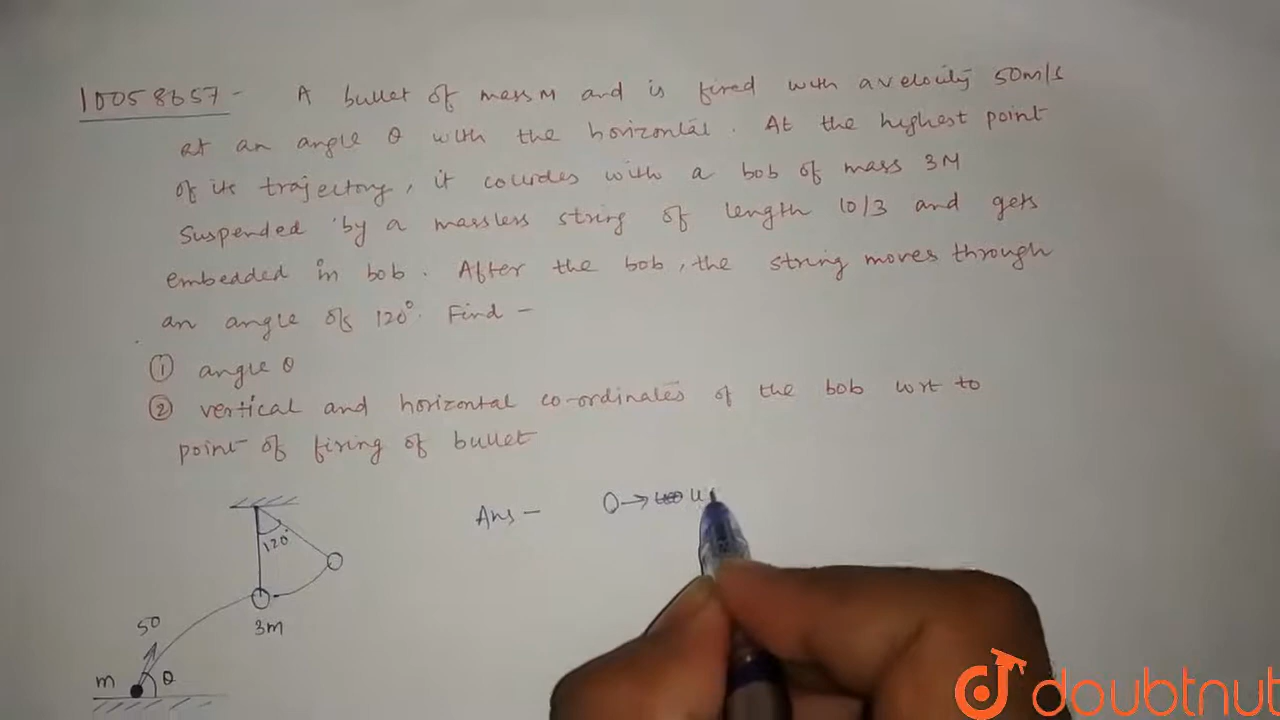 10058657 - A bullet of mass M and is fired with a velocity 50m/s
at an angle θ with the horizontal. At the highest point
of its trajectory, it collides with a bob of mass 3M
suspended by a massless string of length 10/3 and gets
embedded in bob. After the bob, the string moves through
an angle of 120°. Find -
① angle θ
② vertical and horizontal co-ordinates of the bob wrt to
point of firing of bullet
Ans - O→ u
120°
50
3m
m θ
doubtnut